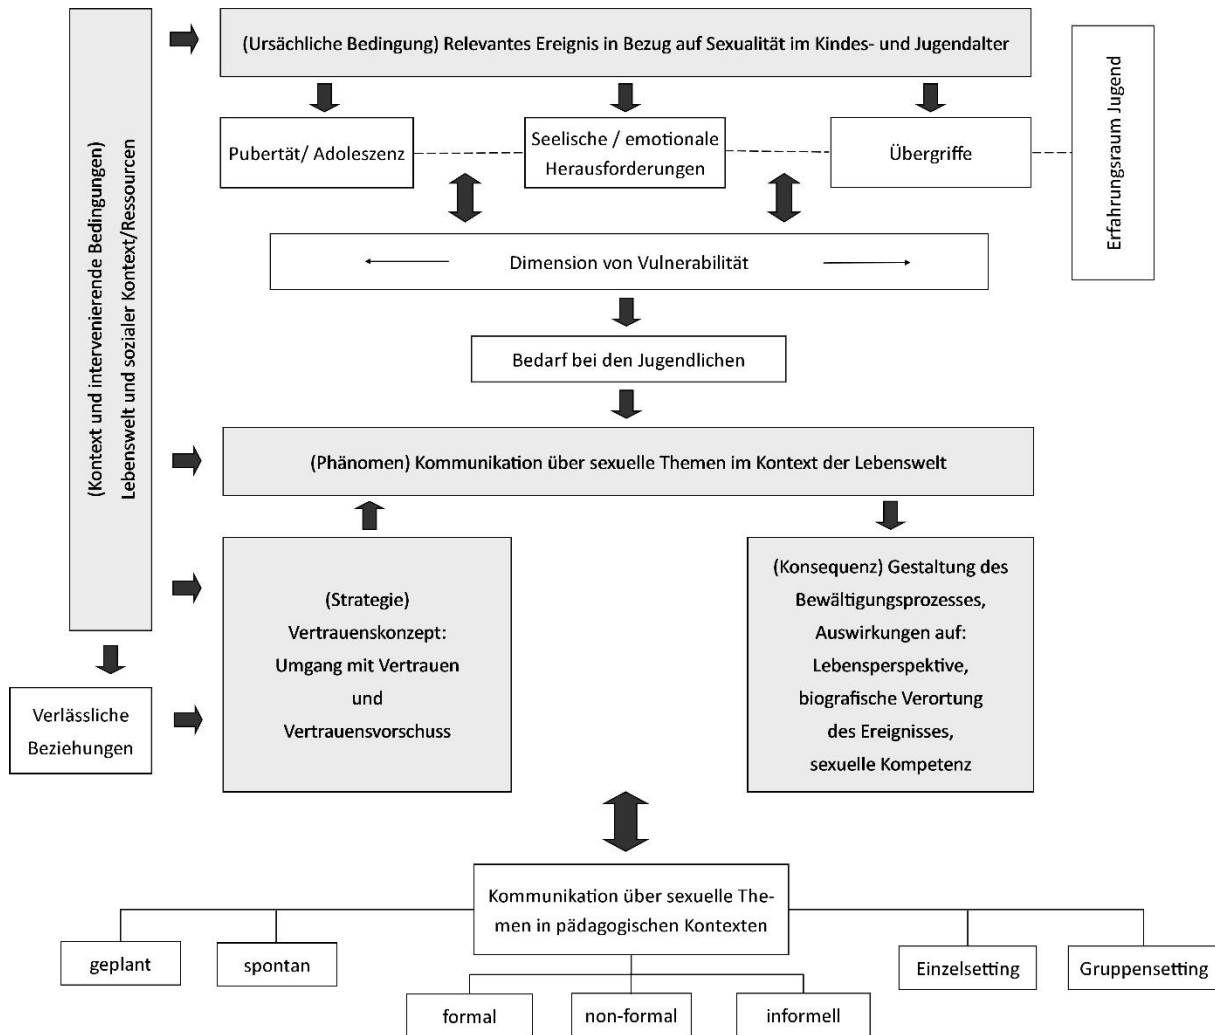 (Ursächliche Bedingung) Relevantes Ereignis in Bezug auf Sexualität im Kindes- und Jugendalter
(Kontext und intervenierende Bedingungen)
Lebenswelt und sozialer Kontext/Ressourcen
Erfahrungsraum Jugend
Pubertät/ Adoleszenz
Seelische / emotionale
Herausforderungen
Übergriffe
Dimension von Vulnerabilität
Bedarf bei den Jugendlichen
(Phänomen) Kommunikation über sexuelle Themen im Kontext der Lebenswelt
(Strategie)
Vertrauenskonzept:
Umgang mit Vertrauen
und
Vertrauensvorschuss
(Konsequenz) Gestaltung des
Bewältigungsprozesses,
Auswirkungen auf:
Lebensperspektive,
biografische Verortung
des Ereignisses,
sexuelle Kompetenz
Verlässliche
Beziehungen
Kommunikation über sexuelle The-
men in pädagogischen Kontexten
geplant
spontan
Einzelsetting
Gruppensetting
formal
non-formal
informell